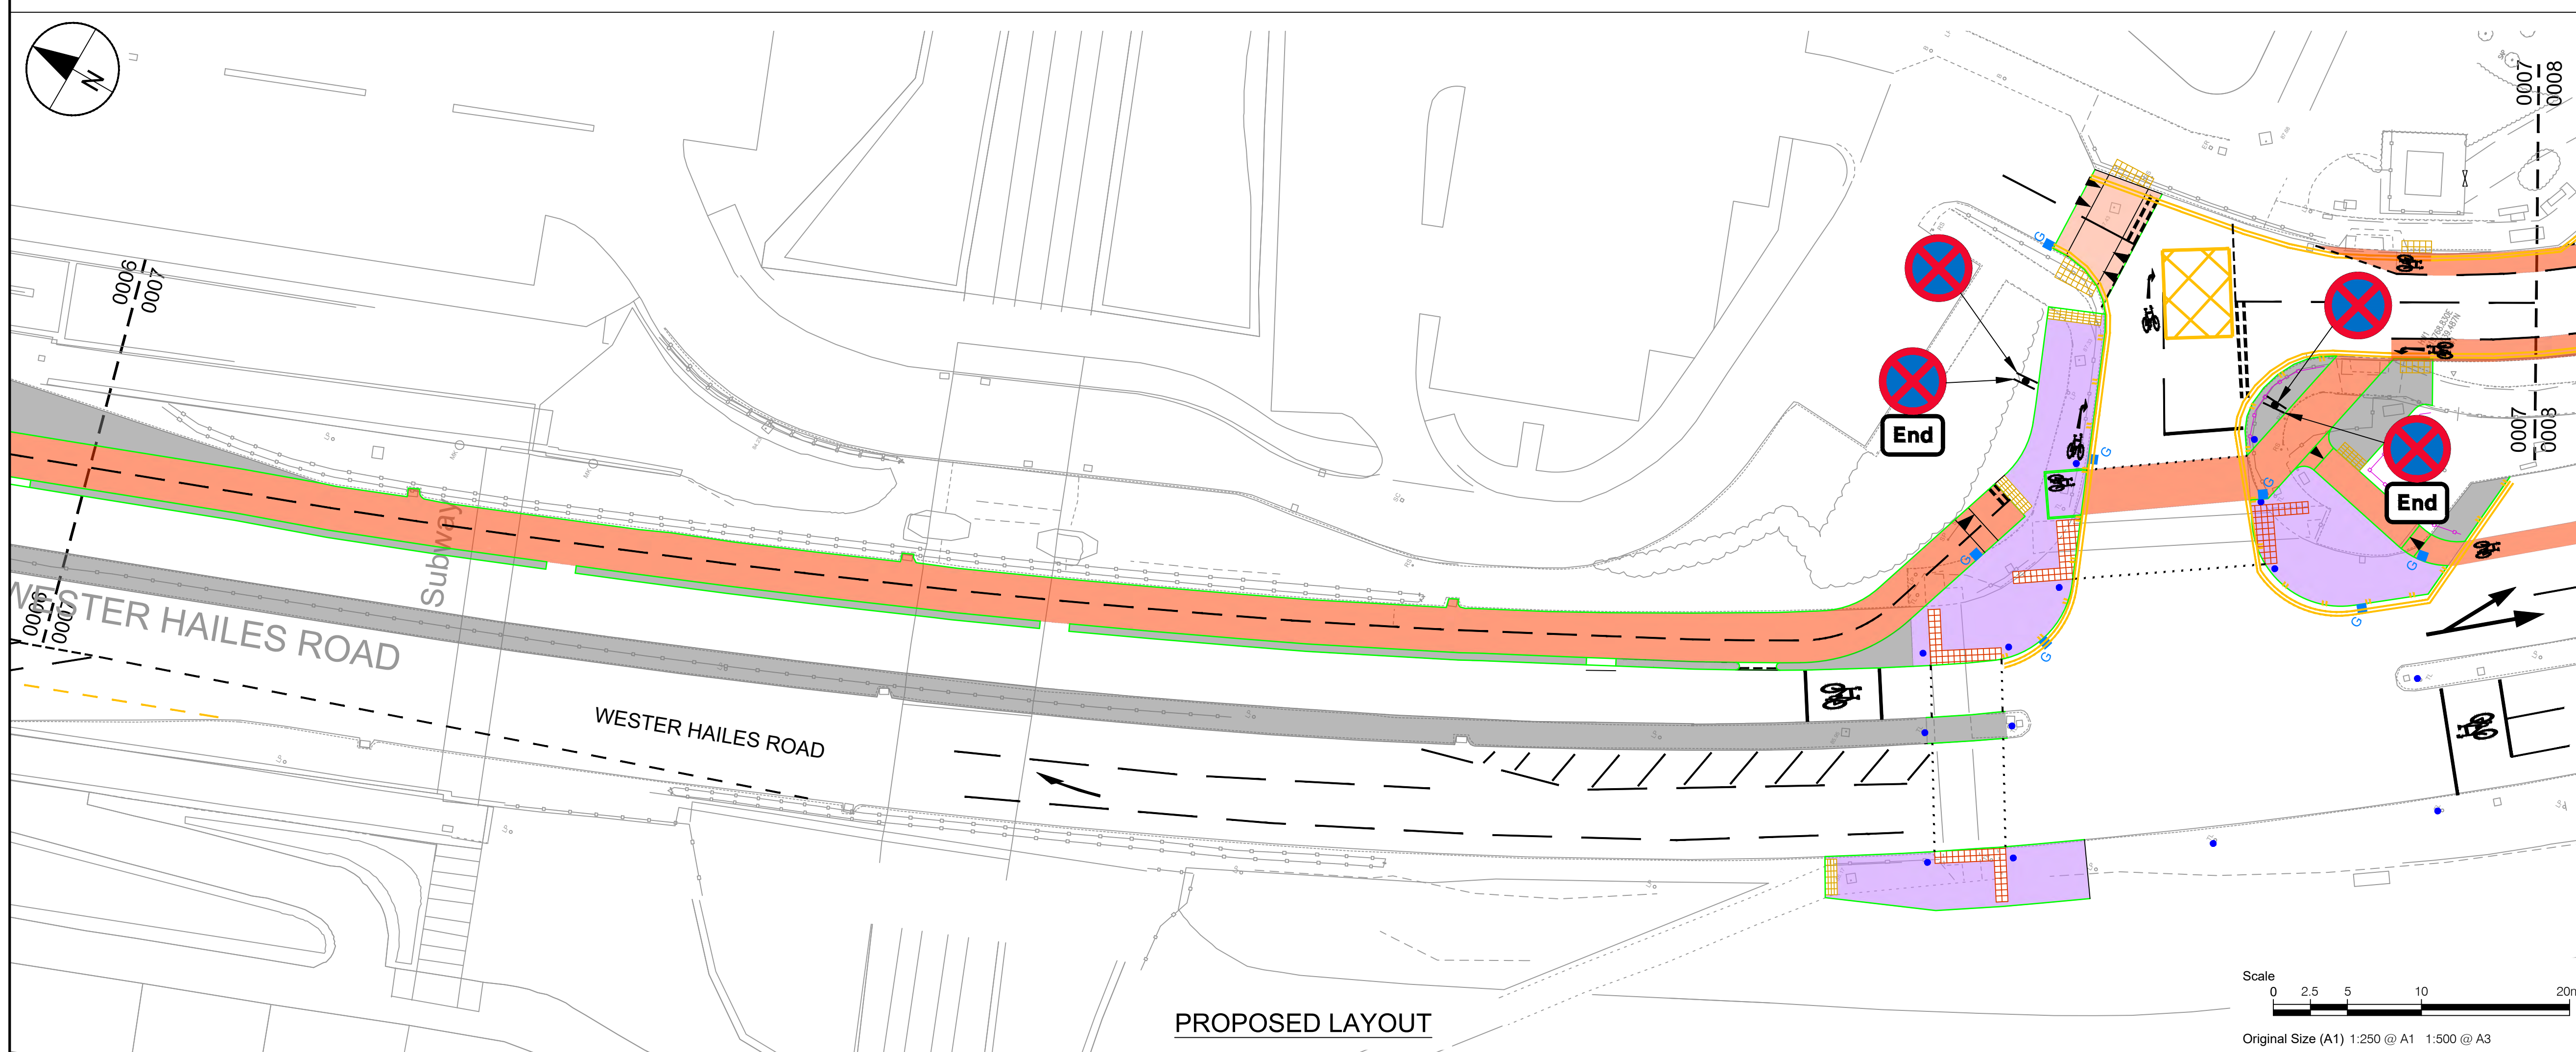 N
0006
0007
Subway
0006
0007
WESTER HAILES ROAD
WESTER HAILES ROAD
End
End
0007
0008
0007
0008
G
G
G
G
G
G
G
PROPOSED LAYOUT
Scale
0 2.5 5 10 20m
Original Size (A1) 1:250 @ A1 1:500 @ A3